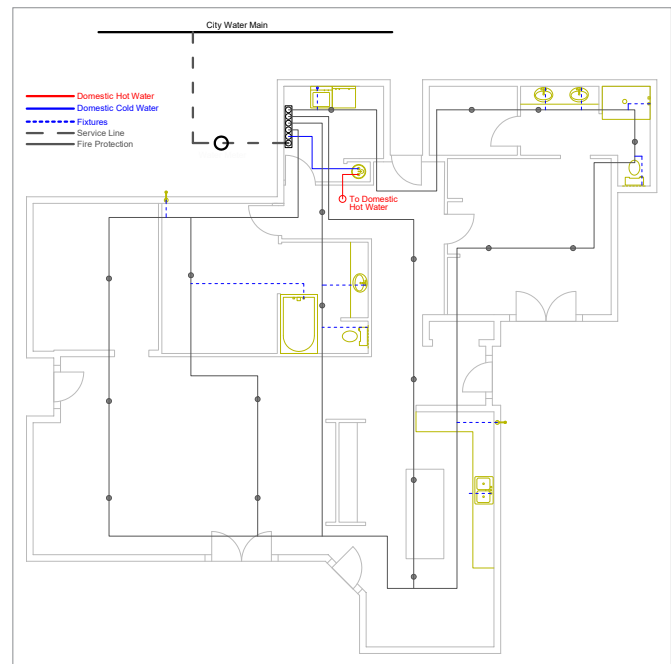 City Water Main
Domestic Hot Water
Domestic Cold Water
Fixtures
Service Line
Fire Protection
To Domestic
Hot Water